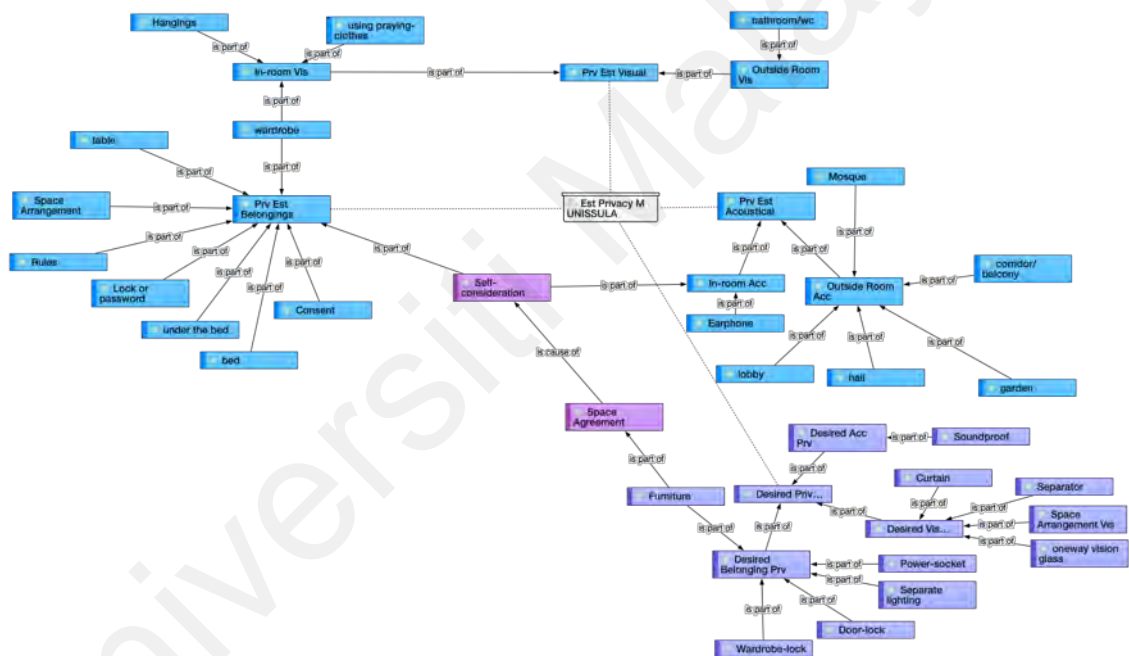 Hangings
using praying-
clothes
bathroom/wc
is part of
is part of
is part of
In-room Vis
is part of
Prv Est Visual
is part of
Outside Room
Vis
is part of
wardrobe
table
is part of
is part of
Mosque
Space
Arrangement
is part of
Prv Est
Belongings
Est Privacy M
UNISSULA
Prv Est
Acoustical
is part of
is part of
Rules
is part of
is part of
is part of
is part of
is part of
is part of
is part of
is part of
corridor/
balcony
is part of
Lock or
password
Consent
Self-
consideration
is part of
In-room Acc
Outside Room
Acc
is part of
under the bed
Earphone
bed
is cause of
is part of
is part of
is part of
lobby
hall
garden
Space
Agreement
Desired Acc
Prv
is part of
Soundproof
is part of
is part of
Curtain
Furniture
Desired Priv...
is part of
Separator
is part of
is part of
Space
Arrangement Vis
is part of
is part of
Desired Vis...
is part of
is part of
oneway vision
glass
Desired
Belonging Prv
is part of
Power-socket
is part of
Separate
lighting
is part of
is part of
Door-lock
Wardrobe-lock
Universiti Malay